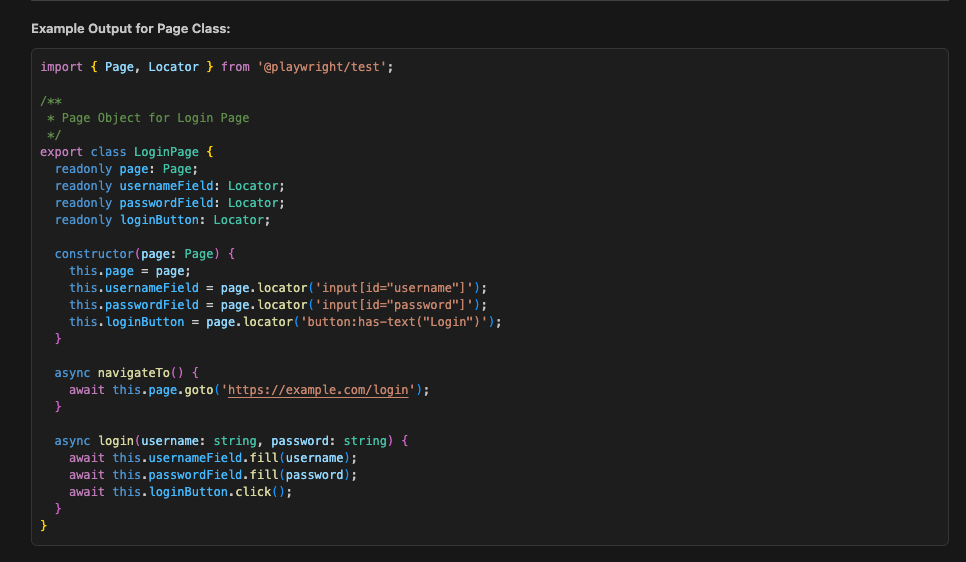 Example Output for Page Class:
import { Page, Locator } from '@playwright/test';
/**
 * Page Object for Login Page
 */
export class LoginPage {
  readonly page: Page;
  readonly usernameField: Locator;
  readonly passwordField: Locator;
  readonly loginButton: Locator;
  constructor(page: Page) {
    this.page = page;
    this.usernameField = page.locator('input[id="username"]');
    this.passwordField = page.locator('input[id="password"]');
    this.loginButton = page.locator('button:has-text("Login")');
  }
  async navigateTo() {
    await this.page.goto('https://example.com/login');
  }
  async login(username: string, password: string) {
    await this.usernameField.fill(username);
    await this.passwordField.fill(password);
    await this.loginButton.click();
  }
}